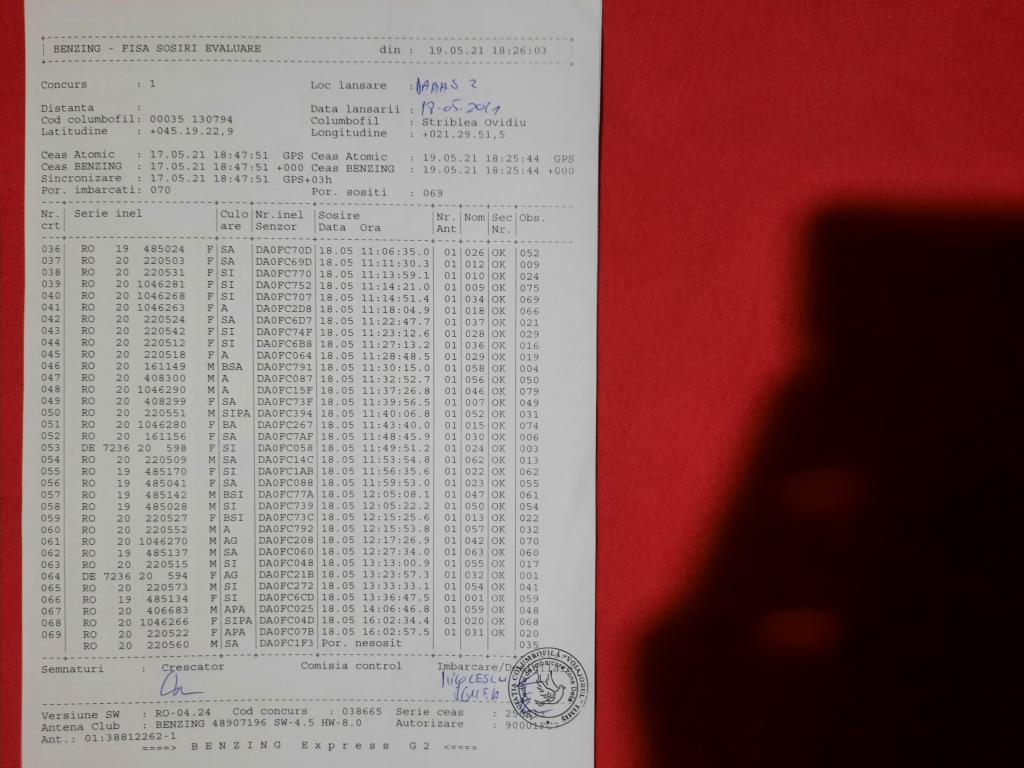 BENZING - FISA SOSIRI EVALUARE din : 19.05.21 18:26:03
Concurs : 1 Loc lansare :
Distanta : Data lansarii : 18.05.2021
Cod columbofil: 00035 130794 Columbofil : Striblea Ovidiu
Latitudine : +045.19.22,9 Longitudine : +021.29.51,5
Ceas Atomic : 17.05.21 18:47:51 GPS Ceas Atomic : 19.05.21 18:25:44 GPS
Ceas BENZING : 17.05.21 18:47:51 +000 Ceas BENZING : 19.05.21 18:25:44 +000
Sincronizare : 17.05.21 18:47:51 GPS+03h
Por. imbarcati: 070 Por. sositi : 069
Nr. Serie inel Culo Nr.inel Sosire Nr. Nom Sec Obs.
crt are Senzor Data Ora Ant Nr.
036 RO 19 485024 F SA DA0FC70D 18.05 11:06:35.0 01 026 OK 052
037 RO 20 220503 F SA DA0FC69D 18.05 11:11:30.3 01 012 OK 009
038 RO 20 220531 F SI DA0FC770 18.05 11:13:59.1 01 010 OK 024
039 RO 20 1046281 F SI DA0FC752 18.05 11:14:21.0 01 009 OK 075
040 RO 20 1046268 F SI DA0FC707 18.05 11:14:51.4 01 034 OK 069
041 RO 20 1046263 F A DA0FC2D8 18.05 11:18:04.9 01 018 OK 066
042 RO 20 220524 F SA DA0FC6D7 18.05 11:22:47.7 01 037 OK 021
043 RO 20 220542 F SI DA0FC74F 18.05 11:23:12.6 01 028 OK 029
044 RO 20 220512 F SI DA0FC6B8 18.05 11:27:13.2 01 036 OK 016
045 RO 20 220518 F A DA0FC064 18.05 11:28:48.5 01 029 OK 019
046 RO 20 161149 M BSA DA0FC791 18.05 11:30:15.0 01 058 OK 004
047 RO 20 408300 M A DA0FC087 18.05 11:32:52.7 01 056 OK 050
048 RO 20 1046290 M A DA0FC15F 18.05 11:37:26.8 01 046 OK 079
049 RO 20 408299 F SA DA0FC73F 18.05 11:39:56.5 01 007 OK 049
050 RO 20 220551 M SIPA DA0FC394 18.05 11:40:06.8 01 052 OK 031
051 RO 20 1046280 F BA DA0FC267 18.05 11:43:40.0 01 015 OK 074
052 RO 20 161156 F SA DA0FC7AF 18.05 11:48:45.9 01 030 OK 006
053 DE 7236 20 598 F SI DA0FC058 18.05 11:49:51.2 01 024 OK 003
054 RO 20 220509 M SA DA0FC14C 18.05 11:53:54.8 01 062 OK 013
055 RO 19 485170 F SI DA0FC1AB 18.05 11:56:35.6 01 022 OK 062
056 RO 19 485041 F SA DA0FC088 18.05 11:59:53.0 01 023 OK 055
057 RO 19 485142 M BSI DA0FC77A 18.05 12:05:08.1 01 047 OK 061
058 RO 19 485028 M SI DA0FC739 18.05 12:05:22.2 01 050 OK 054
059 RO 20 220527 F BSI DA0FC73C 18.05 12:15:25.6 01 013 OK 022
060 RO 20 220552 M A DA0FC792 18.05 12:15:53.8 01 057 OK 032
061 RO 20 1046270 M AG DA0FC208 18.05 12:17:26.9 01 042 OK 070
062 RO 19 485137 M SA DA0FC060 18.05 12:27:34.0 01 063 OK 060
063 RO 20 220515 M SI DA0FC048 18.05 13:13:00.9 01 055 OK 017
064 DE 7236 20 594 F AG DA0FC21B 18.05 13:23:57.3 01 032 OK 001
065 RO 20 220573 M SI DA0FC272 18.05 13:33:33.1 01 054 OK 041
066 RO 19 485134 F SI DA0FC6CD 18.05 13:36:47.5 01 001 OK 059
067 RO 20 406683 M APA DA0FC025 18.05 14:06:46.8 01 059 OK 048
068 RO 20 1046266 F SIPA DA0FC04D 18.05 16:02:34.4 01 020 OK 068
069 RO 20 220522 F APA DA0FC07B 18.05 16:02:57.5 01 031 OK 020
RO 20 220560 M SA DA0FC1F3 Por. nesosit 035
Semnaturi : Crescator Comisia control Imbarcare/
Versiune SW : RO-04.24 Cod concurs : 038665 Serie ceas :
Antena Club : BENZING 48907196 SW-4.5 HW-8.0 Autorizare :
Ant.: 01:38812262-1
====> B E N Z I N G E x p r e s s G 2 <====